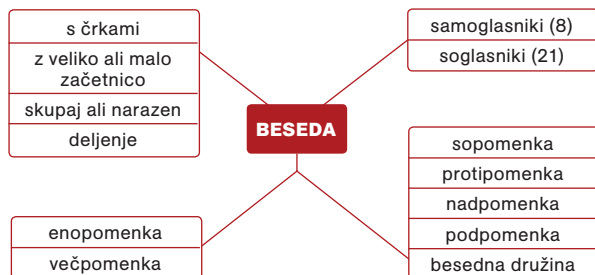 s črkami
z veliko ali malo
začetnico
skupaj ali narazen
deljenje
samoglasniki (8)
soglasniki (21)
BESEDA
sopomenka
protipomenka
nadpomenka
podpomenka
besedna družina
enopomenka
večpomenka